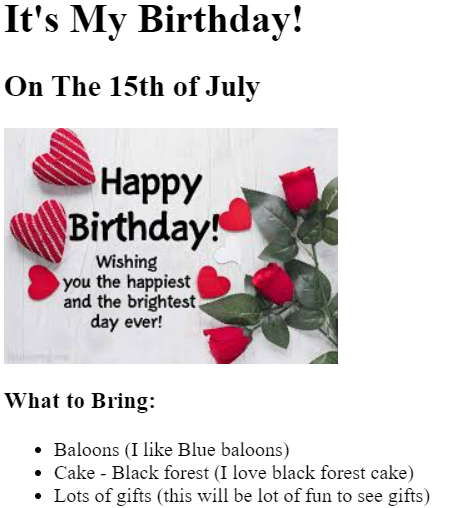 It's My Birthday!
On The 15th of July
Happy
Birthday!
Wishing
you the happiest
and the brightest
day ever!
What to Bring:
• Baloons (I like Blue baloons)
• Cake - Black forest (I love black forest cake)
• Lots of gifts (this will be lot of fun to see gifts)